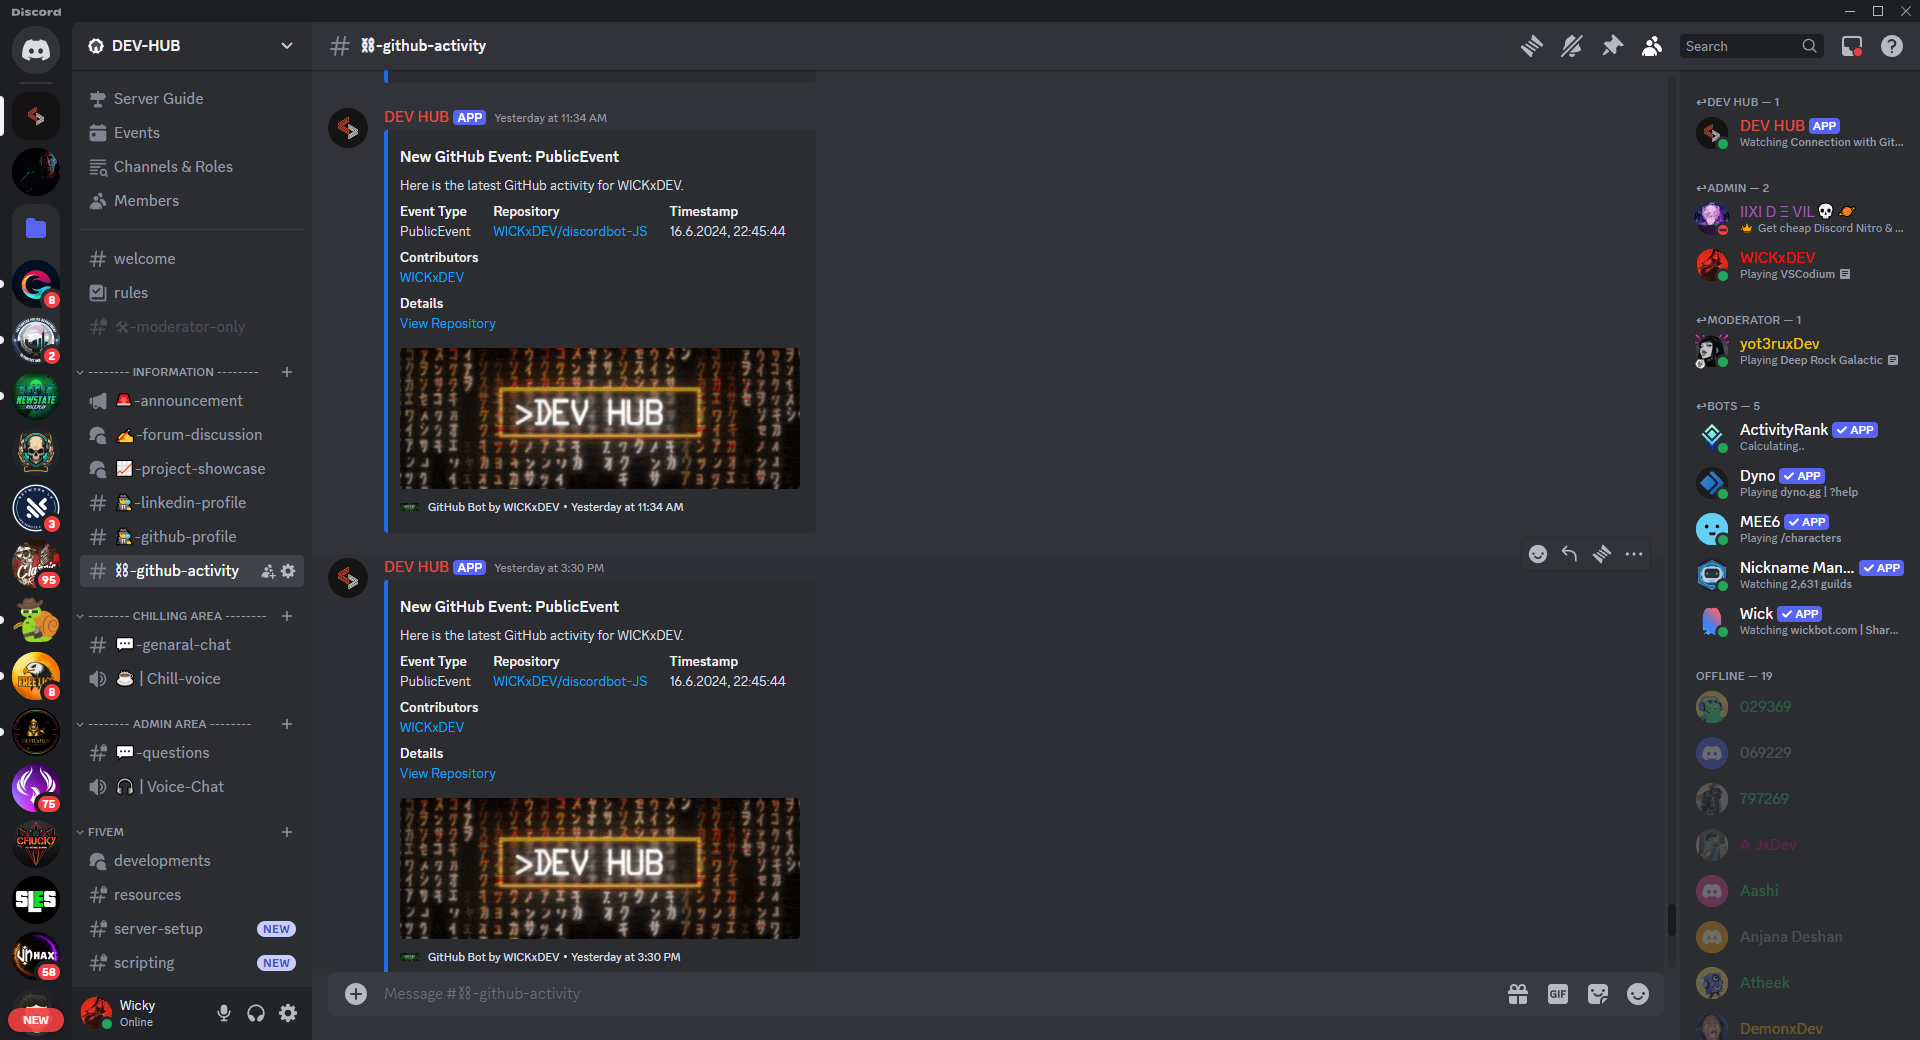 Discord
DEV-HUB
Server Guide
Events
Channels & Roles
Members
welcome
rules
🛠-moderator-only
-------- INFORMATION --------
🚨-announcement
✍-forum-discussion
📈-project-showcase
🕵-linkedin-profile
🕵-github-profile
⛓-github-activity
-------- CHILLING AREA --------
💬-genaral-chat
☕ | Chill-voice
-------- ADMIN AREA --------
💬-questions
🎧 | Voice-Chat
FIVEM
developments
resources
server-setup NEW
scripting NEW
8
2
NEWSTATE
3
95
8
75
CHUCKY
SLES
58
NEW
Wicky
Online
⛓-github-activity
Search
DEV HUB APP Yesterday at 11:34 AM
New GitHub Event: PublicEvent
Here is the latest GitHub activity for WICKxDEV.
Event Type Repository Timestamp
PublicEvent WICKxDEV/discordbot-JS 16.6.2024, 22:45:44
Contributors
WICKxDEV
Details
View Repository
>DEV HUB
GitHub Bot by WICKxDEV • Yesterday at 11:34 AM
DEV HUB APP Yesterday at 3:30 PM
New GitHub Event: PublicEvent
Here is the latest GitHub activity for WICKxDEV.
Event Type Repository Timestamp
PublicEvent WICKxDEV/discordbot-JS 16.6.2024, 22:45:44
Contributors
WICKxDEV
Details
View Repository
>DEV HUB
GitHub Bot by WICKxDEV • Yesterday at 3:30 PM
Message #⛓-github-activity
GIF
↩DEV HUB — 1
DEV HUB APP
Watching Connection with Git...
↩ADMIN — 2
IIXI D Ξ VIL💀 🪐
Get cheap Discord Nitro & ...
WICKxDEV
Playing VSCodium
↩MODERATOR — 1
yot3ruxDev
Playing Deep Rock Galactic
↩BOTS — 5
ActivityRank ✓ APP
Calculating..
Dyno ✓ APP
Playing dyno.gg | ?help
MEE6 ✓ APP
Playing /characters
Nickname Man... ✓ APP
Watching 2,631 guilds
Wick ✓ APP
Watching wickbot.com | Shar...
OFFLINE — 19
029369
069229
797269
A JxDev
Aashi
Anjana Deshan
Atheek
DemonxDev